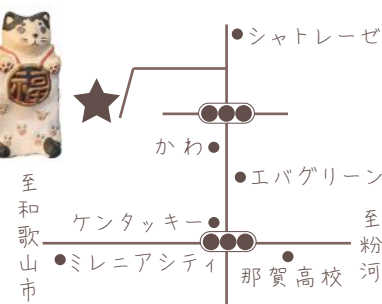 シャトレーゼ
福
かわ
エバグリーン
至和歌山市
ケンタッキー
至粉河
ミレニアシティ
那賀高校